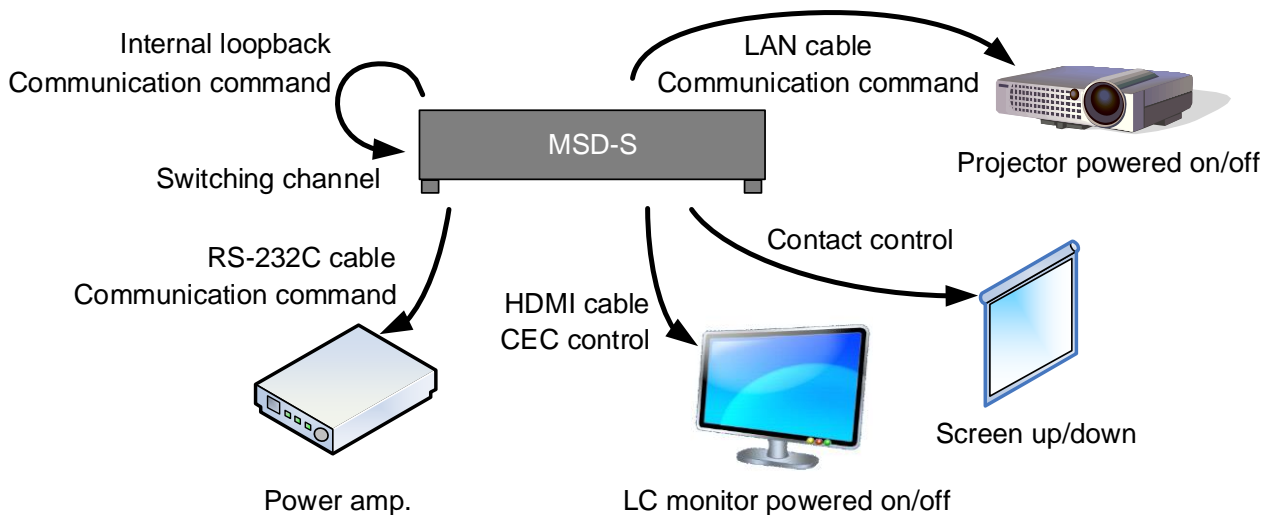 Internal loopback
Communication command
LAN cable
Communication command
MSD-S
Projector powered on/off
Switching channel
RS-232C cable
Communication command
Contact control
HDMI cable
CEC control
Screen up/down
Power amp.
LC monitor powered on/off